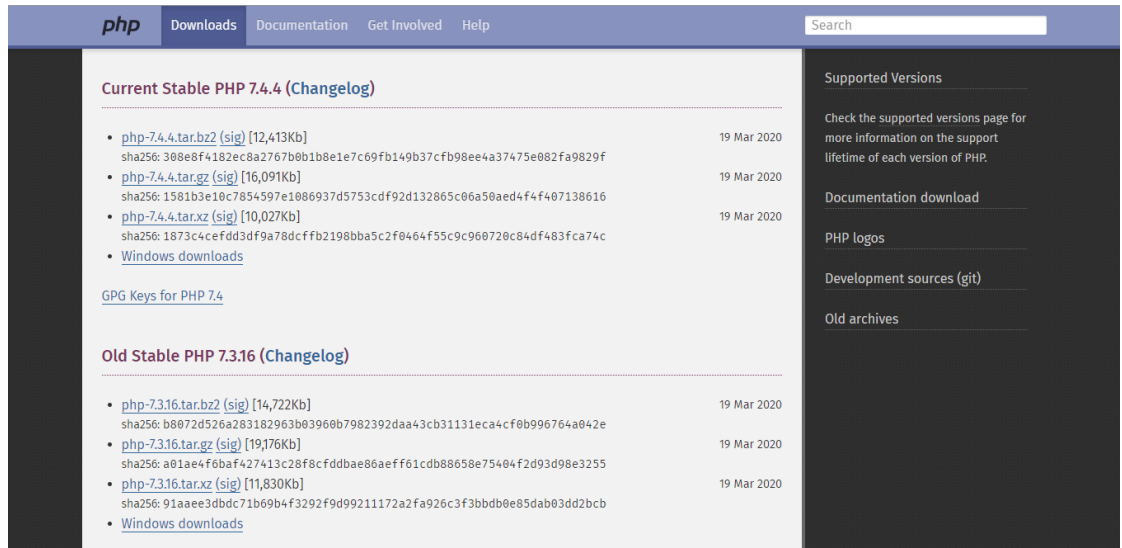 php Downloads Documentation Get Involved Help Search
Current Stable PHP 7.4.4 (Changelog)
php-7.4.4.tar.bz2 (sig) [12,413Kb] 19 Mar 2020
sha256: 308e8f4182ec8a2767b0b1b8e1e7c69fb149b37cfb98ee4a37475e082fa9829f
php-7.4.4.tar.gz (sig) [16,091Kb] 19 Mar 2020
sha256: 1581b3e10c7854597e1086937d5753cdf92d132865c06a50aed4f4f407138616
php-7.4.4.tar.xz (sig) [10,027Kb] 19 Mar 2020
sha256: 1873c4cefdd3df9a78dcffb2198bba5c2f0464f55c9c960720c84df483fca74c
Windows downloads
GPG Keys for PHP 7.4
Old Stable PHP 7.3.16 (Changelog)
php-7.3.16.tar.bz2 (sig) [14,722Kb] 19 Mar 2020
sha256: b8072d526a283182963b03960b7982392daa43cb31131eca4cf0b996764a042e
php-7.3.16.tar.gz (sig) [19,176Kb] 19 Mar 2020
sha256: a01ae4f6baf427413c28f8cfddbae86aeff61cdb88658e75404f2d93d98e3255
php-7.3.16.tar.xz (sig) [11,830Kb] 19 Mar 2020
sha256: 91aaee3dbdc71b69b4f3292f9d99211172a2fa926c3f3bbdb0e85dab03dd2bcb
Windows downloads
Supported Versions
Check the supported versions page for
more information on the support
lifetime of each version of PHP.
Documentation download
PHP logos
Development sources (git)
Old archives